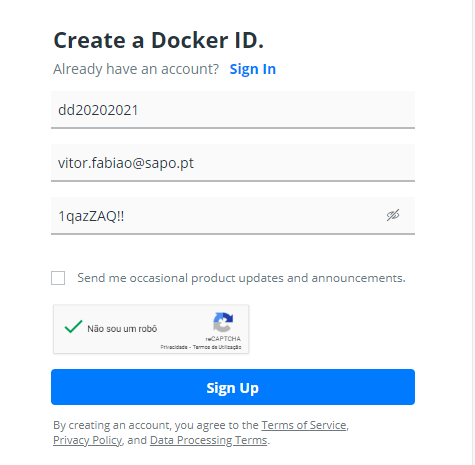 Create a Docker ID.
Already have an account? Sign In
dd20202021
vitor.fabiao@sapo.pt
1qazZAQ!!
Send me occasional product updates and announcements.
Não sou um robô
reCAPTCHA
Privacidade - Termos de Utilização
Sign Up
By creating an account, you agree to the Terms of Service,
Privacy Policy, and Data Processing Terms.